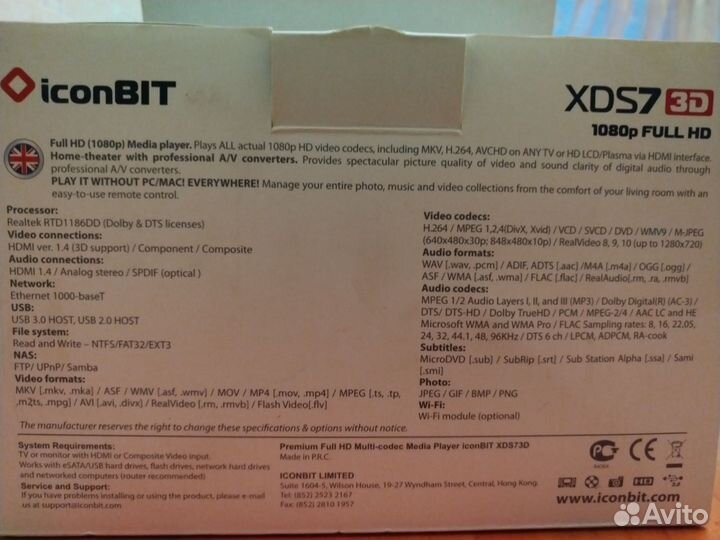 iconBIT
XDS7 3D
1080p FULL HD
Full HD (1080p) Media player. Plays ALL actual 1080p HD video codecs, including MKV, H.264, AVCHD on ANY TV or HD LCD/Plasma via HDMI interface.
Home-theater with professional A/V converters. Provides spectacular picture quality of video and sound clarity of digital audio through
professional A/V converters.
PLAY IT WITHOUT PC/MAC! EVERYWHERE! Manage your entire photo, music and video collections from the comfort of your living room with an
easy-to-use remote control.
Processor:
Realtek RTD1186DD (Dolby & DTS licenses)
Video connections:
HDMI ver. 1.4 (3D support) / Component / Composite
Audio connections:
HDMI 1.4 / Analog stereo / SPDIF (optical )
Network:
Ethernet 1000-baseT
USB:
USB 3.0 HOST, USB 2.0 HOST
File system:
Read and Write – NTFS/FAT32/EXT3
NAS:
FTP/ UPnP/ Samba
Video formats:
MKV [.mkv, .mka] / ASF / WMV [.asf, .wmv] / MOV / MP4 [.mov, .mp4] / MPEG [.ts, .tp,
.m2ts, .mpg] / AVI [.avi, .divx] / RealVideo [.rm, .rmvb] / Flash Video[.flv]
Video codecs:
H.264 / MPEG 1,2,4(DivX, Xvid) / VCD / SVCD / DVD / WMV9 / M-JPEG
(640x480x30p; 848x480x10p) / RealVideo 8, 9, 10 (up to 1280x720)
Audio formats:
WAV [.wav, .pcm] / ADIF, ADTS [.aac] /M4A [.m4a] / OGG [.ogg] /
ASF / WMA [.asf, .wma] / FLAC [.flac] / RealAudio[.rm, .ra, .rmvb]
Audio codecs:
MPEG 1/2 Audio Layers I, II, and III (MP3) / Dolby Digital(R) (AC-3) /
DTS/ DTS-HD / Dolby TrueHD / PCM / MPEG-2/4 / AAC LC and HE
Microsoft WMA and WMA Pro / FLAC Sampling rates: 8, 16, 22.05,
24, 32, 44.1, 48, 96KHz / DTS 6 ch / LPCM, ADPCM, RA-cook
Subtitles:
MicroDVD [.sub] / SubRip [.srt] / Sub Station Alpha [.ssa] / Sami
[.smi]
Photo:
JPEG / GIF / BMP / PNG
Wi-Fi:
Wi-Fi module (optional)
The manufacturer reserves the right to change these specifications & options without notice.
System Requirements:
TV or monitor with HDMI or Composite Video input.
Works with eSATA/USB hard drives, flash drives, network hard drives
and networked computers (router recommended)
Service and Support:
If you have problems installing or using the product, please e-mail us
at support@iconbit.com
Premium Full HD Multi-codec Media Player iconBIT XDS73D
Made in P.R.C.
ICONBIT LIMITED
Suite 1604-5, Wilson House, 19-27 Wyndham Street, Central, Hong Kong.
Tel: (852) 2523 2167
Fax: (852) 2810 1957
www.iconbit.com
Avito